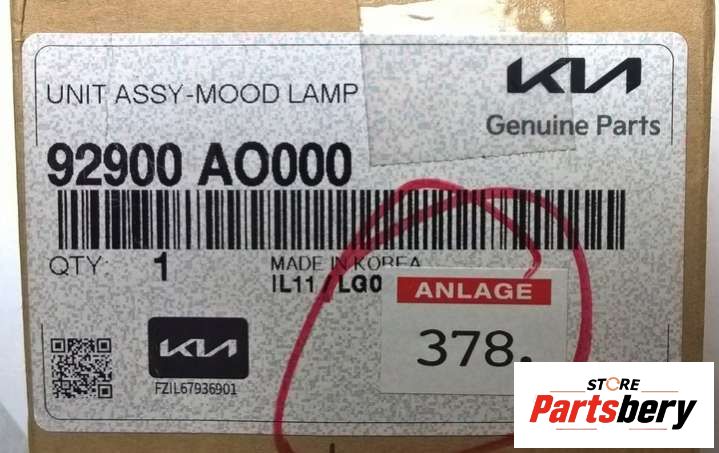 UNIT ASSY-MOOD LAMP
KIA
Genuine Parts
92900 AO000
QTY: 1
MADE IN KOREA
IL11 / LG0
ANLAGE
378.
KIA
FZIL67936901
STORE
Partsbery